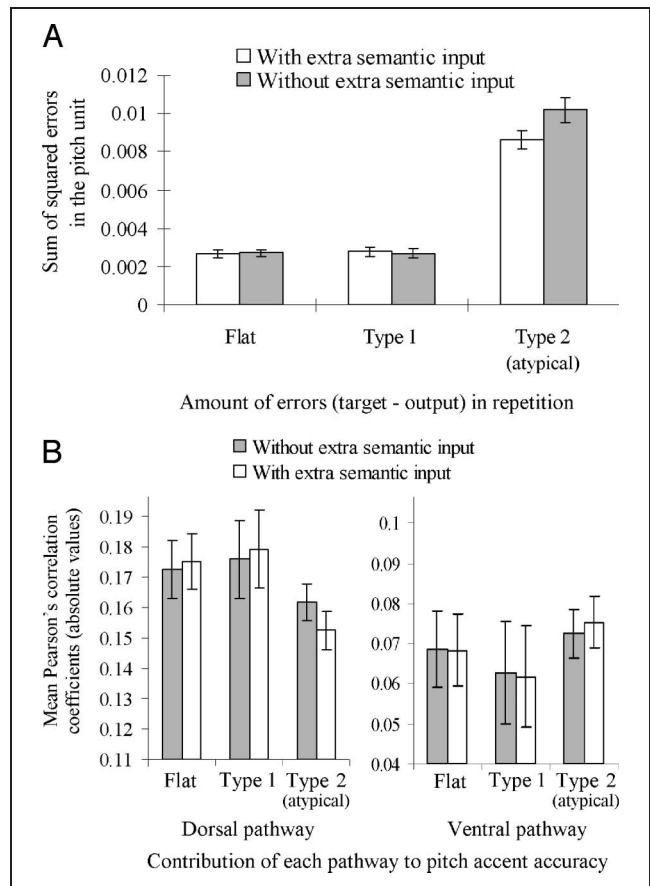 A
With extra semantic input
Without extra semantic input
Sum of squared errors
in the pitch unit
0.012
0.01
0.008
0.006
0.004
0.002
0
Flat
Type 1
Type 2
(atypical)
Amount of errors (target - output) in repetition
B
Without extra semantic input
With extra semantic input
Mean Pearson's correlation
coefficients (absolute values)
0.19
0.18
0.17
0.16
0.15
0.14
0.13
0.12
0.11
Flat
Type 1
Type 2
(atypical)
Dorsal pathway
0.1
0.09
0.08
0.07
0.06
0.05
0.04
Flat
Type 1
Type 2
(atypical)
Ventral pathway
Contribution of each pathway to pitch accent accuracy